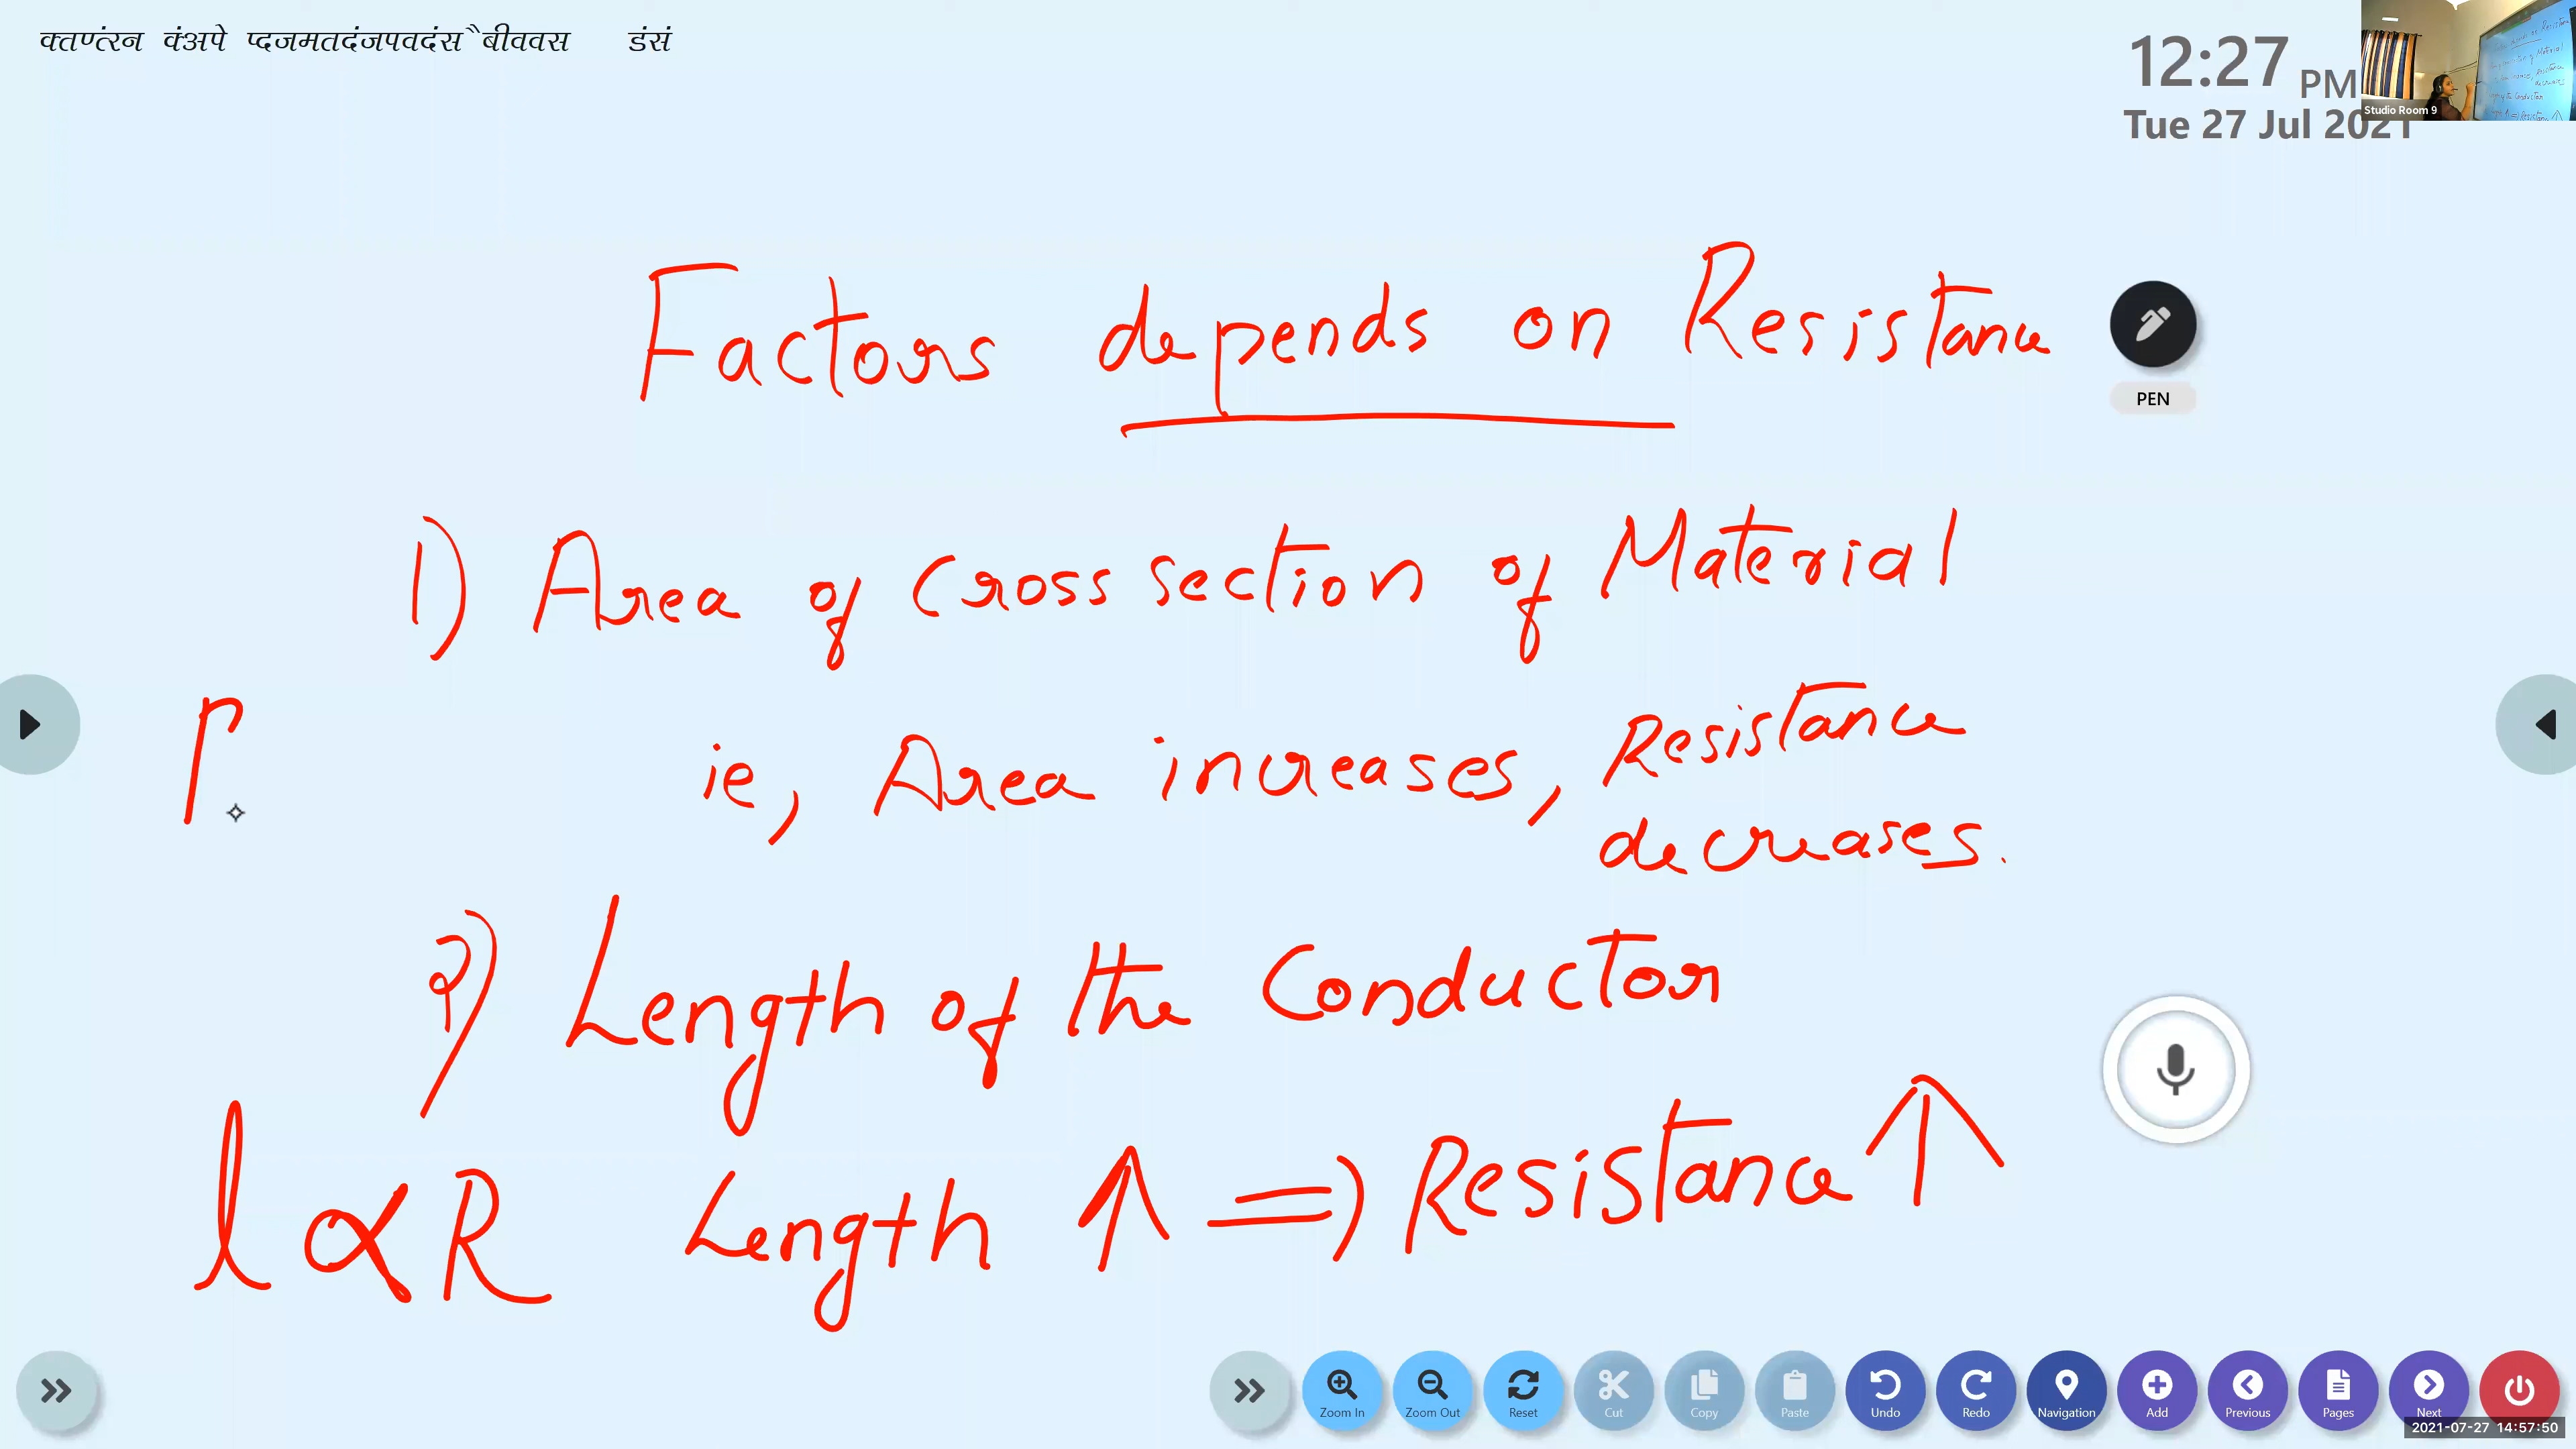 क्तण्तंरन कंअपे प्दजमतदंजपवदंस ैबीववस डंसं
12:27 PM
Tue 27 Jul 2021
Studio Room 9
Factors depends on Resistance
PEN
1) Area of Cross section of Material
ie, Area increases, Resistance
decreases.
2) Length of the Conductor
l ∝ R Length ↑ => Resistance ↑
Zoom In Zoom Out Reset Cut Copy Paste Undo Redo Navigation Add Previous Pages Next
2021-07-27 14:57:50